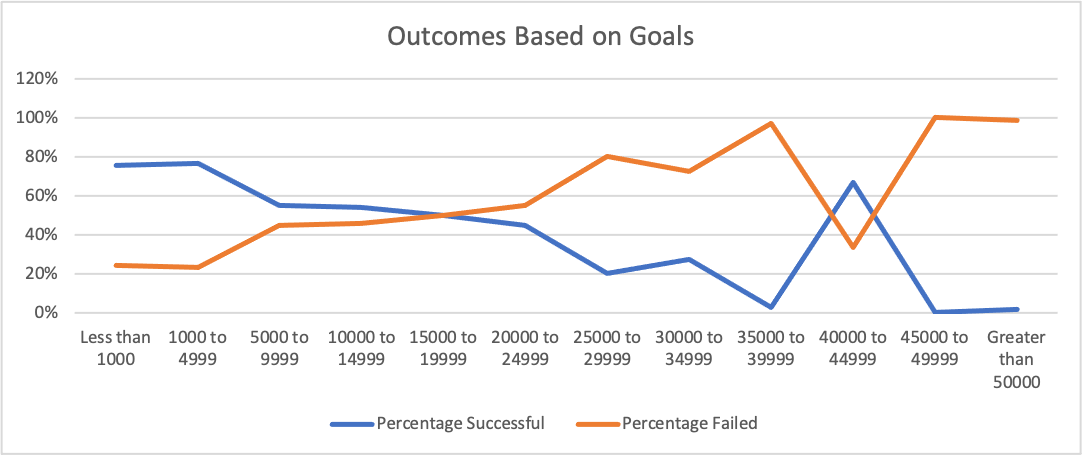 Outcomes Based on Goals
120%
100%
80%
60%
40%
20%
0%
Less than 1000 to 5000 to 10000 to 15000 to 20000 to 25000 to 30000 to 35000 to 40000 to 45000 to Greater
1000 4999 9999 14999 19999 24999 29999 34999 39999 44999 49999 than
50000
Percentage Successful Percentage Failed